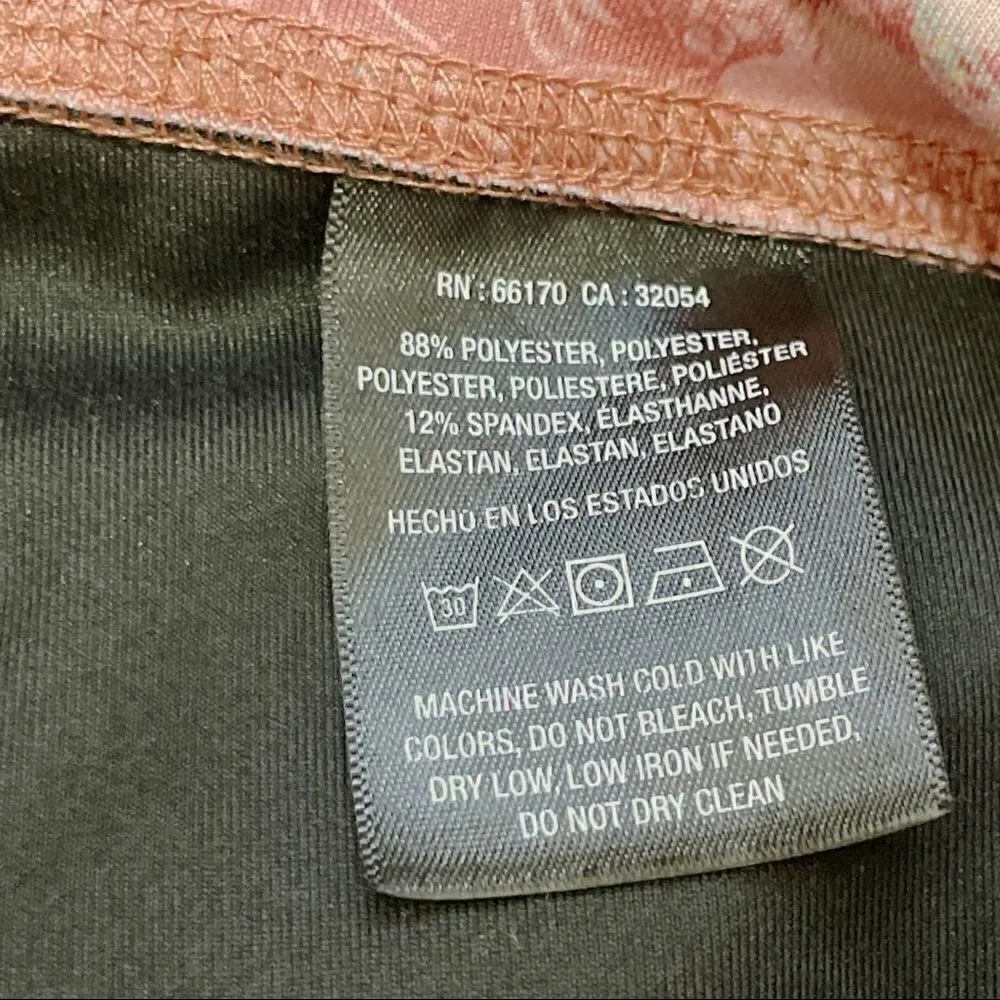 RN : 66170 CA : 32054
88% POLYESTER, POLYESTER,
POLYESTER, POLIESTERE, POLIÉSTER
12% SPANDEX, ELASTHANNE,
ELASTAN, ELASTAN, ELASTANO
HECHO EN LOS ESTADOS UNIDOS
30
MACHINE WASH COLD WITH LIKE
COLORS, DO NOT BLEACH, TUMBLE
DRY LOW, LOW IRON IF NEEDED,
DO NOT DRY CLEAN